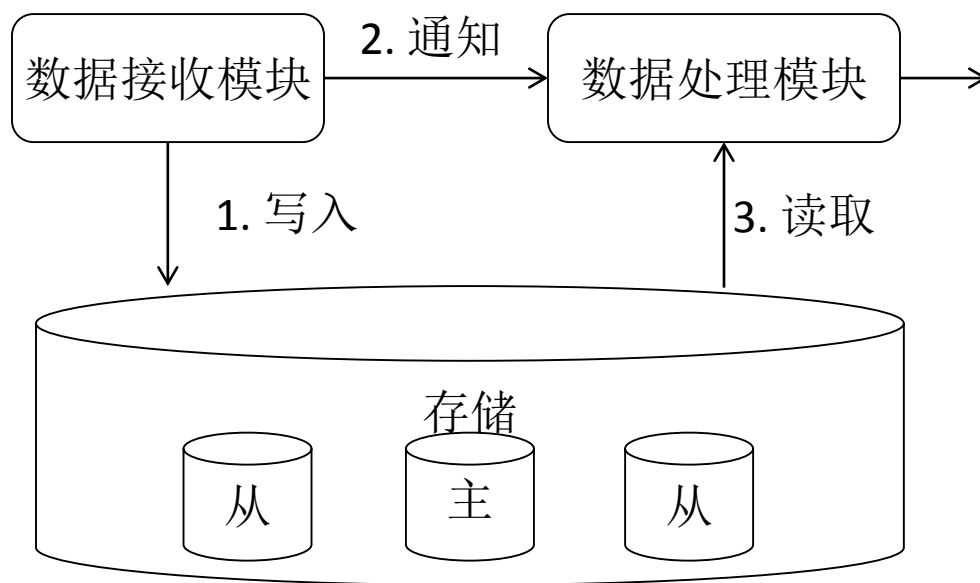 2. 通知
数据接收模块
数据处理模块
1. 写入
3. 读取
存储
从
主
从